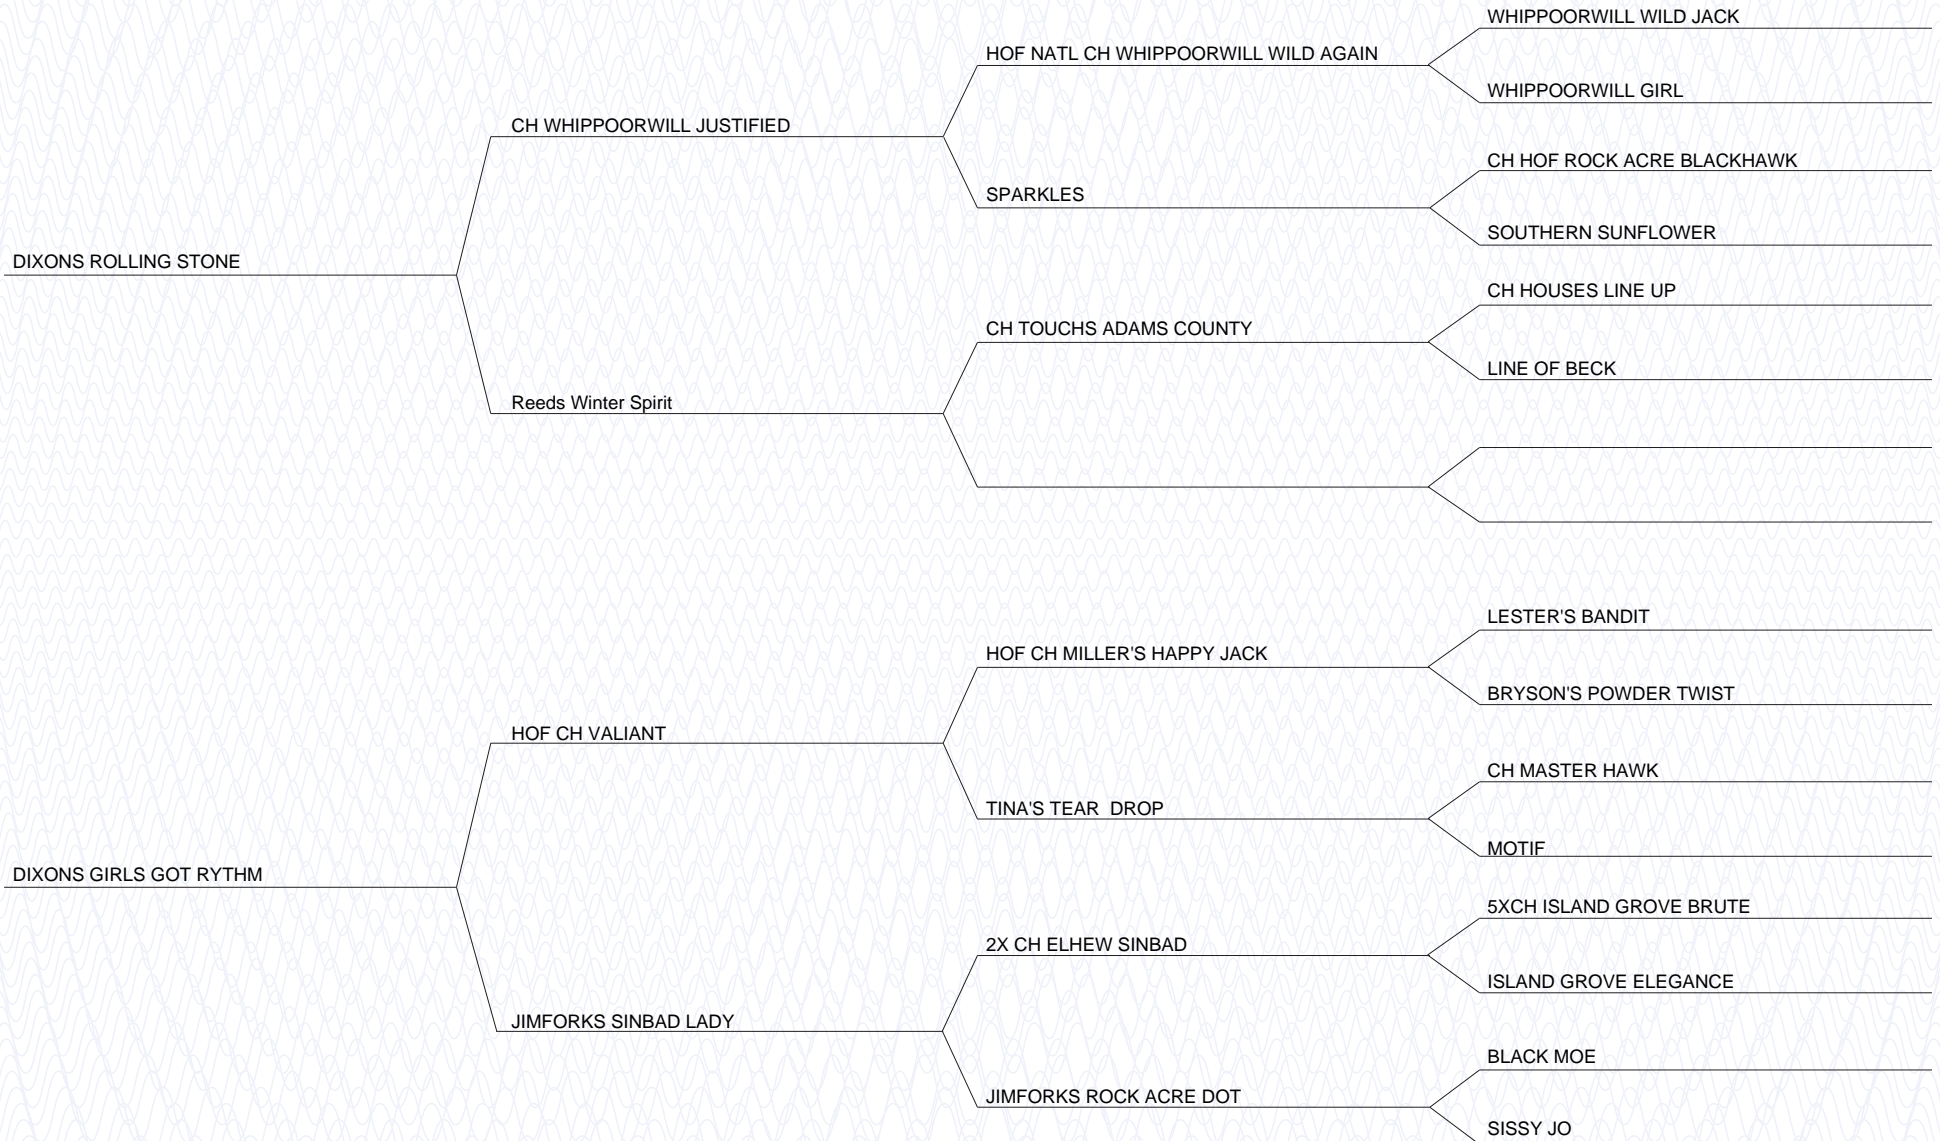 WHIPPOORWILL WILD JACK
HOF NATL CH WHIPPOORWILL WILD AGAIN
WHIPPOORWILL GIRL
CH WHIPPOORWILL JUSTIFIED
CH HOF ROCK ACRE BLACKHAWK
SPARKLES
SOUTHERN SUNFLOWER
DIXONS ROLLING STONE
CH HOUSES LINE UP
CH TOUCHS ADAMS COUNTY
LINE OF BECK
Reeds Winter Spirit
LESTER'S BANDIT
HOF CH MILLER'S HAPPY JACK
BRYSON'S POWDER TWIST
HOF CH VALIANT
CH MASTER HAWK
TINA'S TEAR  DROP
MOTIF
DIXONS GIRLS GOT RYTHM
5XCH ISLAND GROVE BRUTE
2X CH ELHEW SINBAD
ISLAND GROVE ELEGANCE
JIMFORKS SINBAD LADY
BLACK MOE
JIMFORKS ROCK ACRE DOT
SISSY JO